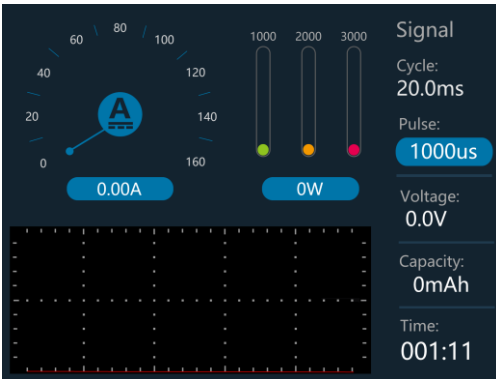 60 80 100
40 120
20 A 140
0 160
0.00A
1000 2000 3000
0W
Signal
Cycle:
20.0ms
Pulse:
1000us
Voltage:
0.0V
Capacity:
0mAh
Time:
001:11